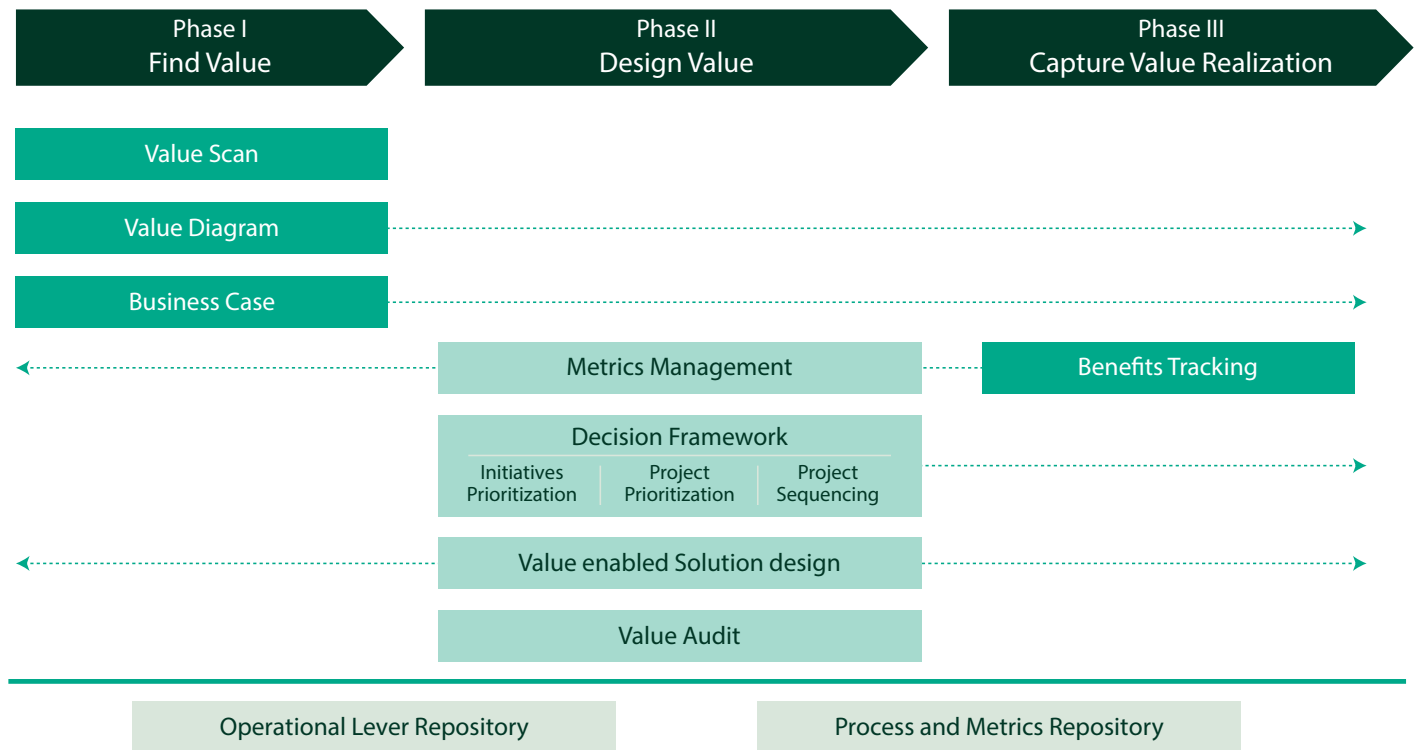 Phase I
Find Value
Phase II
Design Value
Phase III
Capture Value Realization
Value Scan
Value Diagram
Business Case
Metrics Management
Benefits Tracking
Decision Framework
Initiatives
Prioritization
Project
Prioritization
Project
Sequencing
Value enabled Solution design
Value Audit
Operational Lever Repository
Process and Metrics Repository